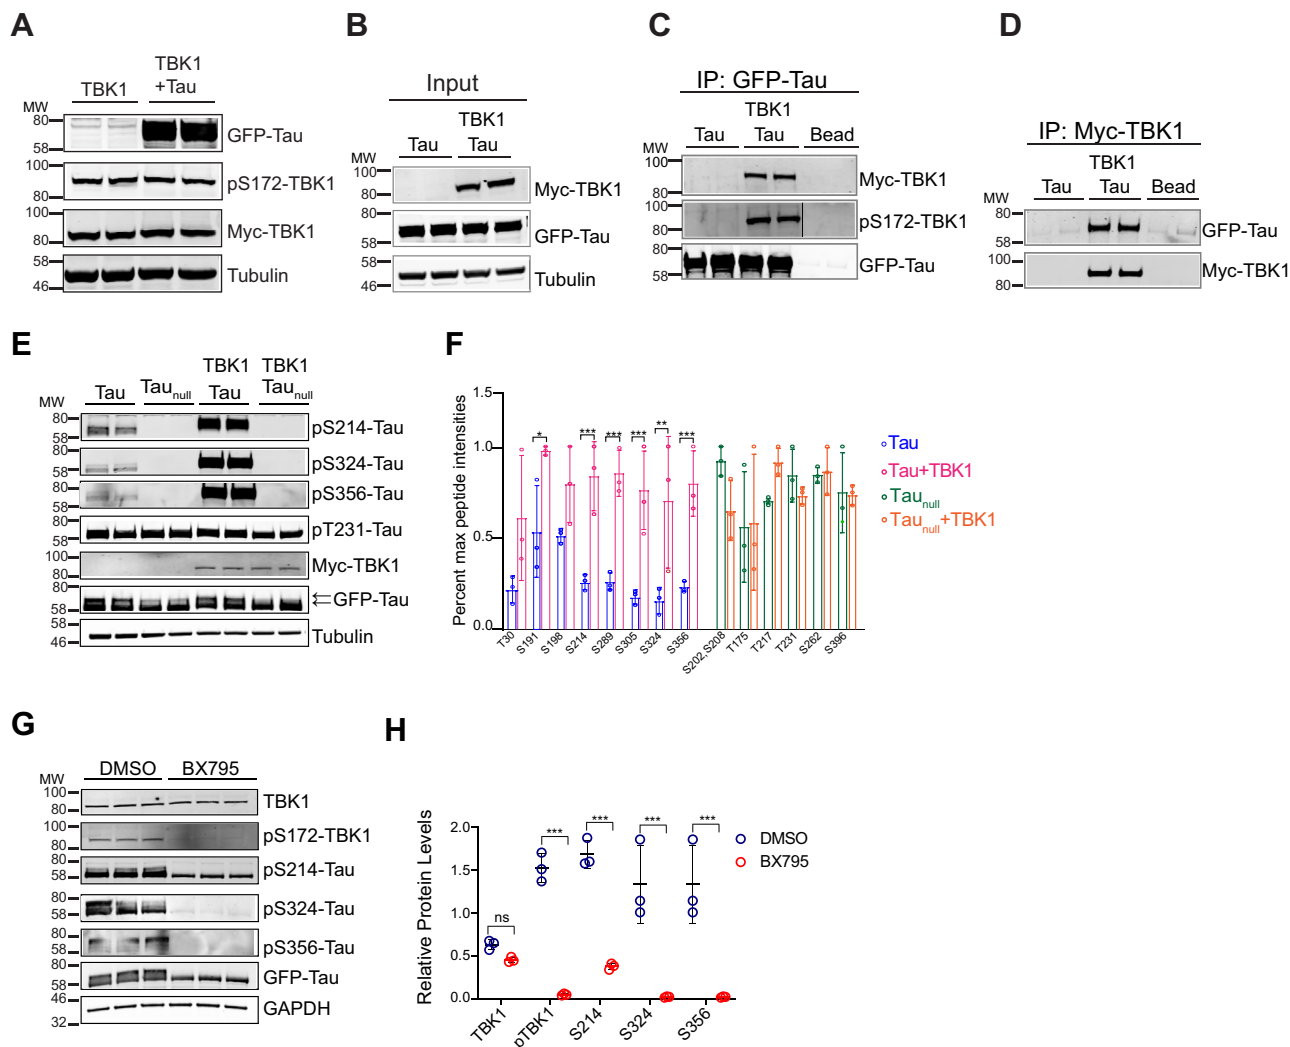 A
TBK1
TBK1
+Tau
MW
80
58
GFP-Tau
100
80
pS172-TBK1
100
80
Myc-TBK1
58
46
Tubulin
B
Input
TBK1
Tau
Tau
MW
100
80
Myc-TBK1
80
58
GFP-Tau
58
46
Tubulin
C
IP: GFP-Tau
TBK1
Tau
Tau
Bead
MW
100
80
Myc-TBK1
100
80
pS172-TBK1
80
58
GFP-Tau
D
IP: Myc-TBK1
TBK1
Tau
Tau
Bead
MW
80
58
GFP-Tau
100
80
Myc-TBK1
E
Tau
Taunull
TBK1
Tau
TBK1
Taunull
MW
80
58
pS214-Tau
80
58
pS324-Tau
80
58
pS356-Tau
80
58
pT231-Tau
100
80
Myc-TBK1
80
58
GFP-Tau
58
46
Tubulin
F
Percent max peptide intensities
1.5
1.0
0.5
0.0
*
***
***
***
**
***
T30
S191
S198
S214
S289
S305
S324
S356
S202,S208
T175
T217
T231
S262
S396
Tau
Tau+TBK1
Taunull
Taunull+TBK1
G
DMSO
BX795
MW
100
80
TBK1
100
80
pS172-TBK1
80
58
pS214-Tau
80
58
pS324-Tau
80
58
pS356-Tau
80
58
GFP-Tau
46
32
GAPDH
H
Relative Protein Levels
2.0
1.5
1.0
0.5
0.0
ns
***
***
***
***
TBK1
pTBK1
S214
S324
S356
DMSO
BX795